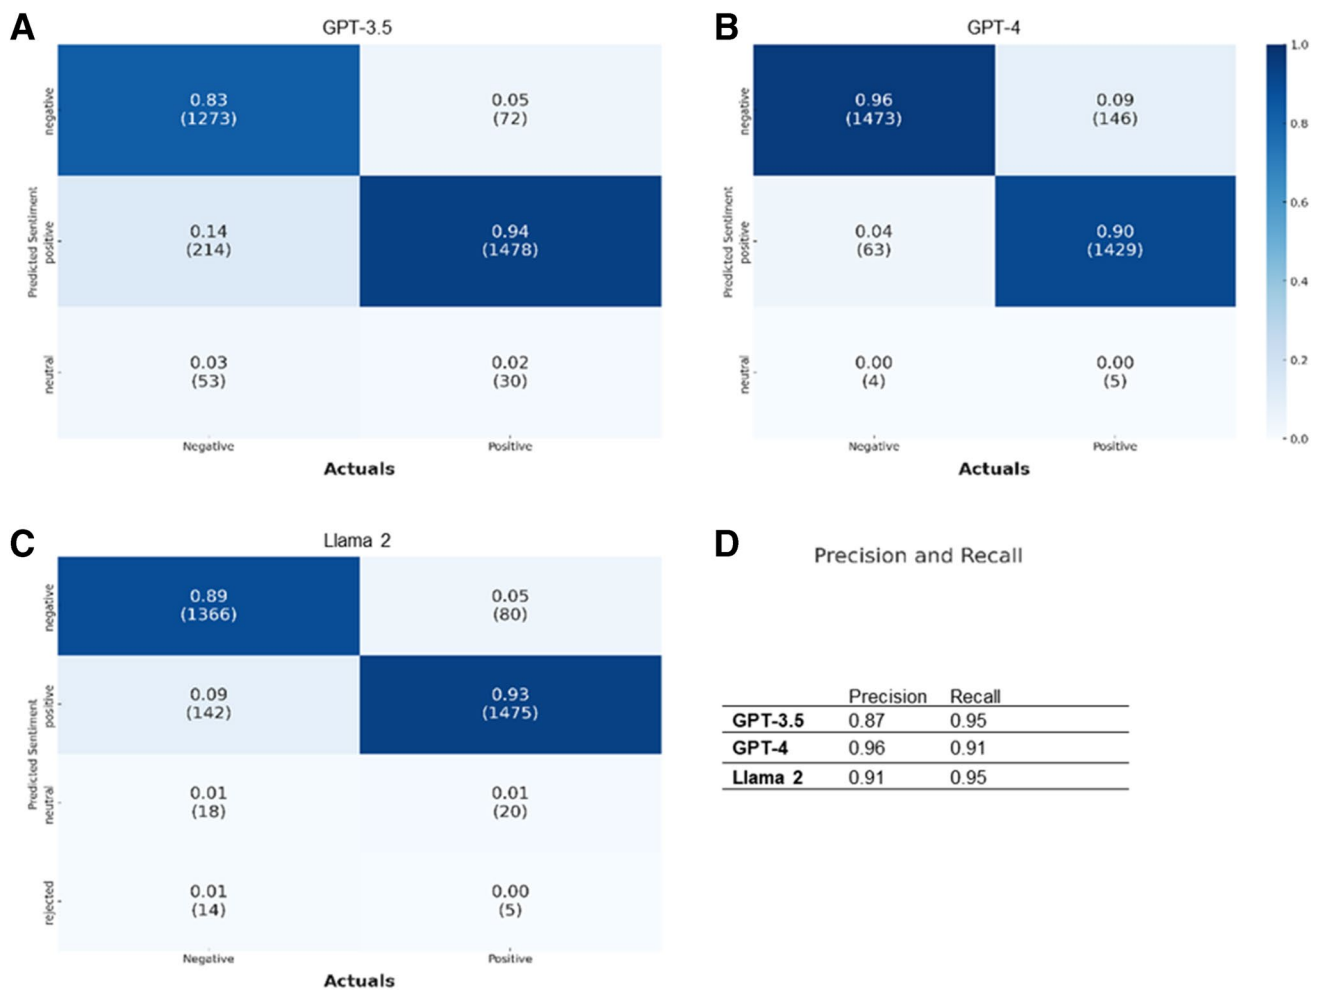 A
GPT-3.5
negative
0.83
(1273)
0.05
(72)
Predicted Sentiment
positive
0.14
(214)
0.94
(1478)
neutral
0.03
(53)
0.02
(30)
Negative
Positive
Actuals
B
GPT-4
negative
0.96
(1473)
0.09
(146)
Predicted Sentiment
positive
0.04
(63)
0.90
(1429)
neutral
0.00
(4)
0.00
(5)
Negative
Positive
Actuals
1.0
0.8
0.6
0.4
0.2
0.0
C
Llama 2
negative
0.89
(1366)
0.05
(80)
Predicted Sentiment
positive
0.09
(142)
0.93
(1475)
neutral
0.01
(18)
0.01
(20)
rejected
0.01
(14)
0.00
(5)
Negative
Positive
Actuals
D
Precision and Recall
Precision Recall
GPT-3.5 0.87 0.95
GPT-4 0.96 0.91
Llama 2 0.91 0.95